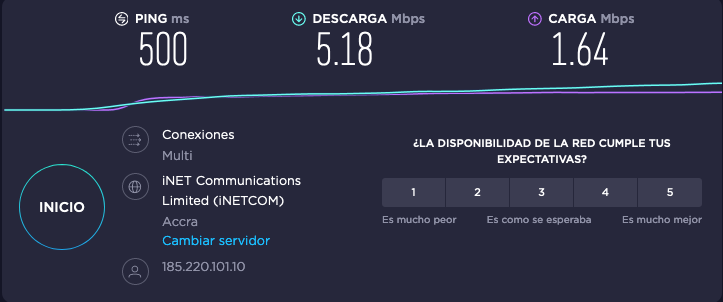 PING ms
500
DESCARGA Mbps
5.18
CARGA Mbps
1.64
INICIO
Conexiones
Multi
iNET Communications
Limited (iNETCOM)
Accra
Cambiar servidor
185.220.101.10
¿LA DISPONIBILIDAD DE LA RED CUMPLE TUS
EXPECTATIVAS?
1 2 3 4 5
Es mucho peor Es como se esperaba Es mucho mejor